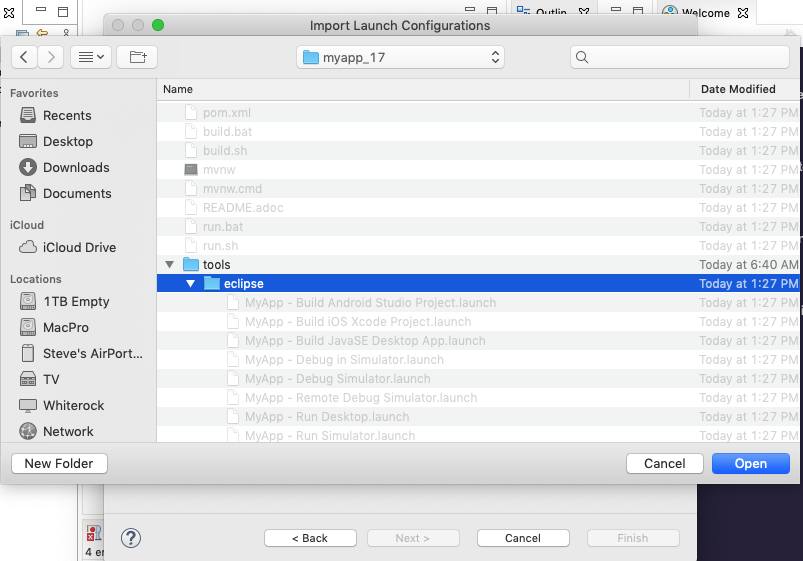 Import Launch Configurations
Outlin
Welcome
myapp_17
Favorites
Recents
Desktop
Downloads
Documents
iCloud
iCloud Drive
Locations
1TB Empty
MacPro
Steve's AirPort...
TV
Whiterock
Network
Name Date Modified
pom.xml Today at 1:27 PM
build.bat Today at 1:27 PM
build.sh Today at 1:27 PM
mvnw Today at 1:27 PM
mvnw.cmd Today at 1:27 PM
README.adoc Today at 1:27 PM
run.bat Today at 1:27 PM
run.sh Today at 1:27 PM
tools Today at 6:40 AM
eclipse Today at 1:27 PM
MyApp - Build Android Studio Project.launch Today at 1:27 PM
MyApp - Build iOS Xcode Project.launch Today at 1:27 PM
MyApp - Build JavaSE Desktop App.launch Today at 1:27 PM
MyApp - Debug in Simulator.launch Today at 1:27 PM
MyApp - Debug Simulator.launch Today at 1:27 PM
MyApp - Remote Debug Simulator.launch Today at 1:27 PM
MyApp - Run Desktop.launch Today at 1:27 PM
MyApp - Run Simulator.launch Today at 1:27 PM
New Folder Cancel Open
? < Back Next > Cancel Finish
4 er